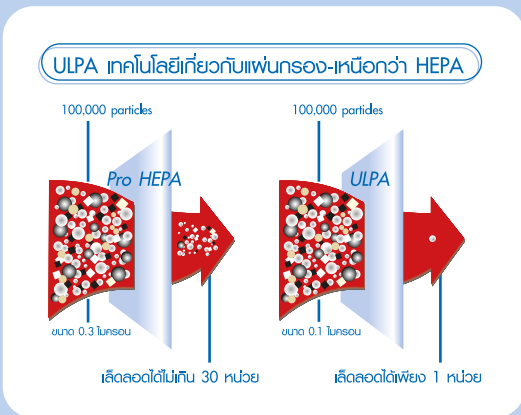 ULPA เทคโนโลยีเกี่ยวกับแผ่นกรอง-เหนือกว่า HEPA
100,000 particles
Pro HEPA
ขนาด 0.3 ไมครอน
เล็ดลอดได้ไม่เกิน 30 หน่วย
100,000 particles
ULPA
ขนาด 0.1 ไมครอน
เล็ดลอดได้เพียง 1 หน่วย